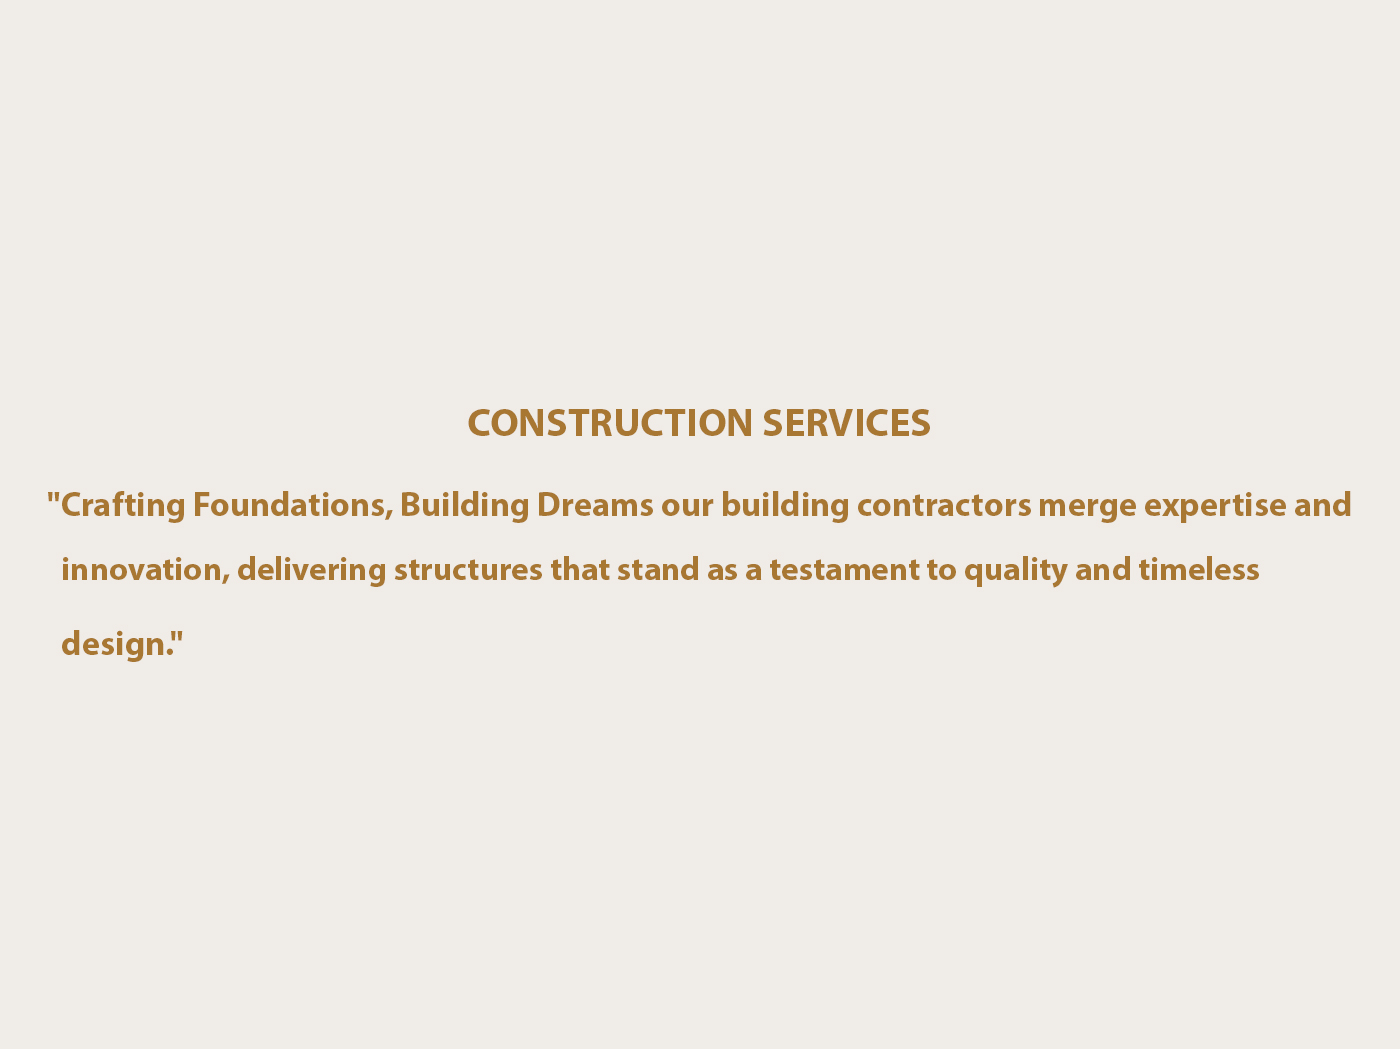 CONSTRUCTION SERVICES
"Crafting Foundations, Building Dreams our building contractors merge expertise and
innovation, delivering structures that stand as a testament to quality and timeless
design."